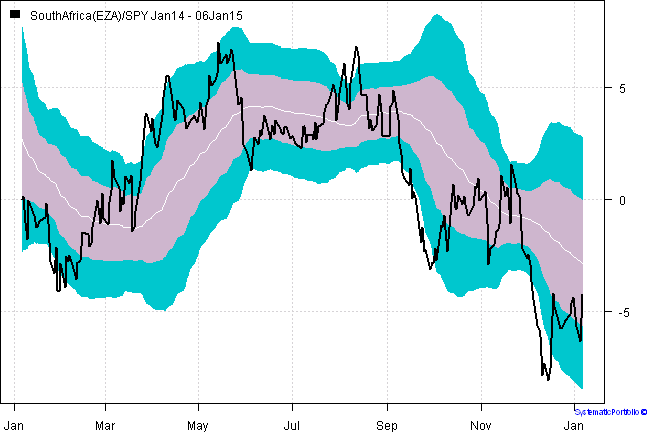 SouthAfrica(EZA)/SPY Jan14 - 06Jan15
5
0
-5
Jan Mar May Jul Sep Nov Jan
SystematicPortfolio ©